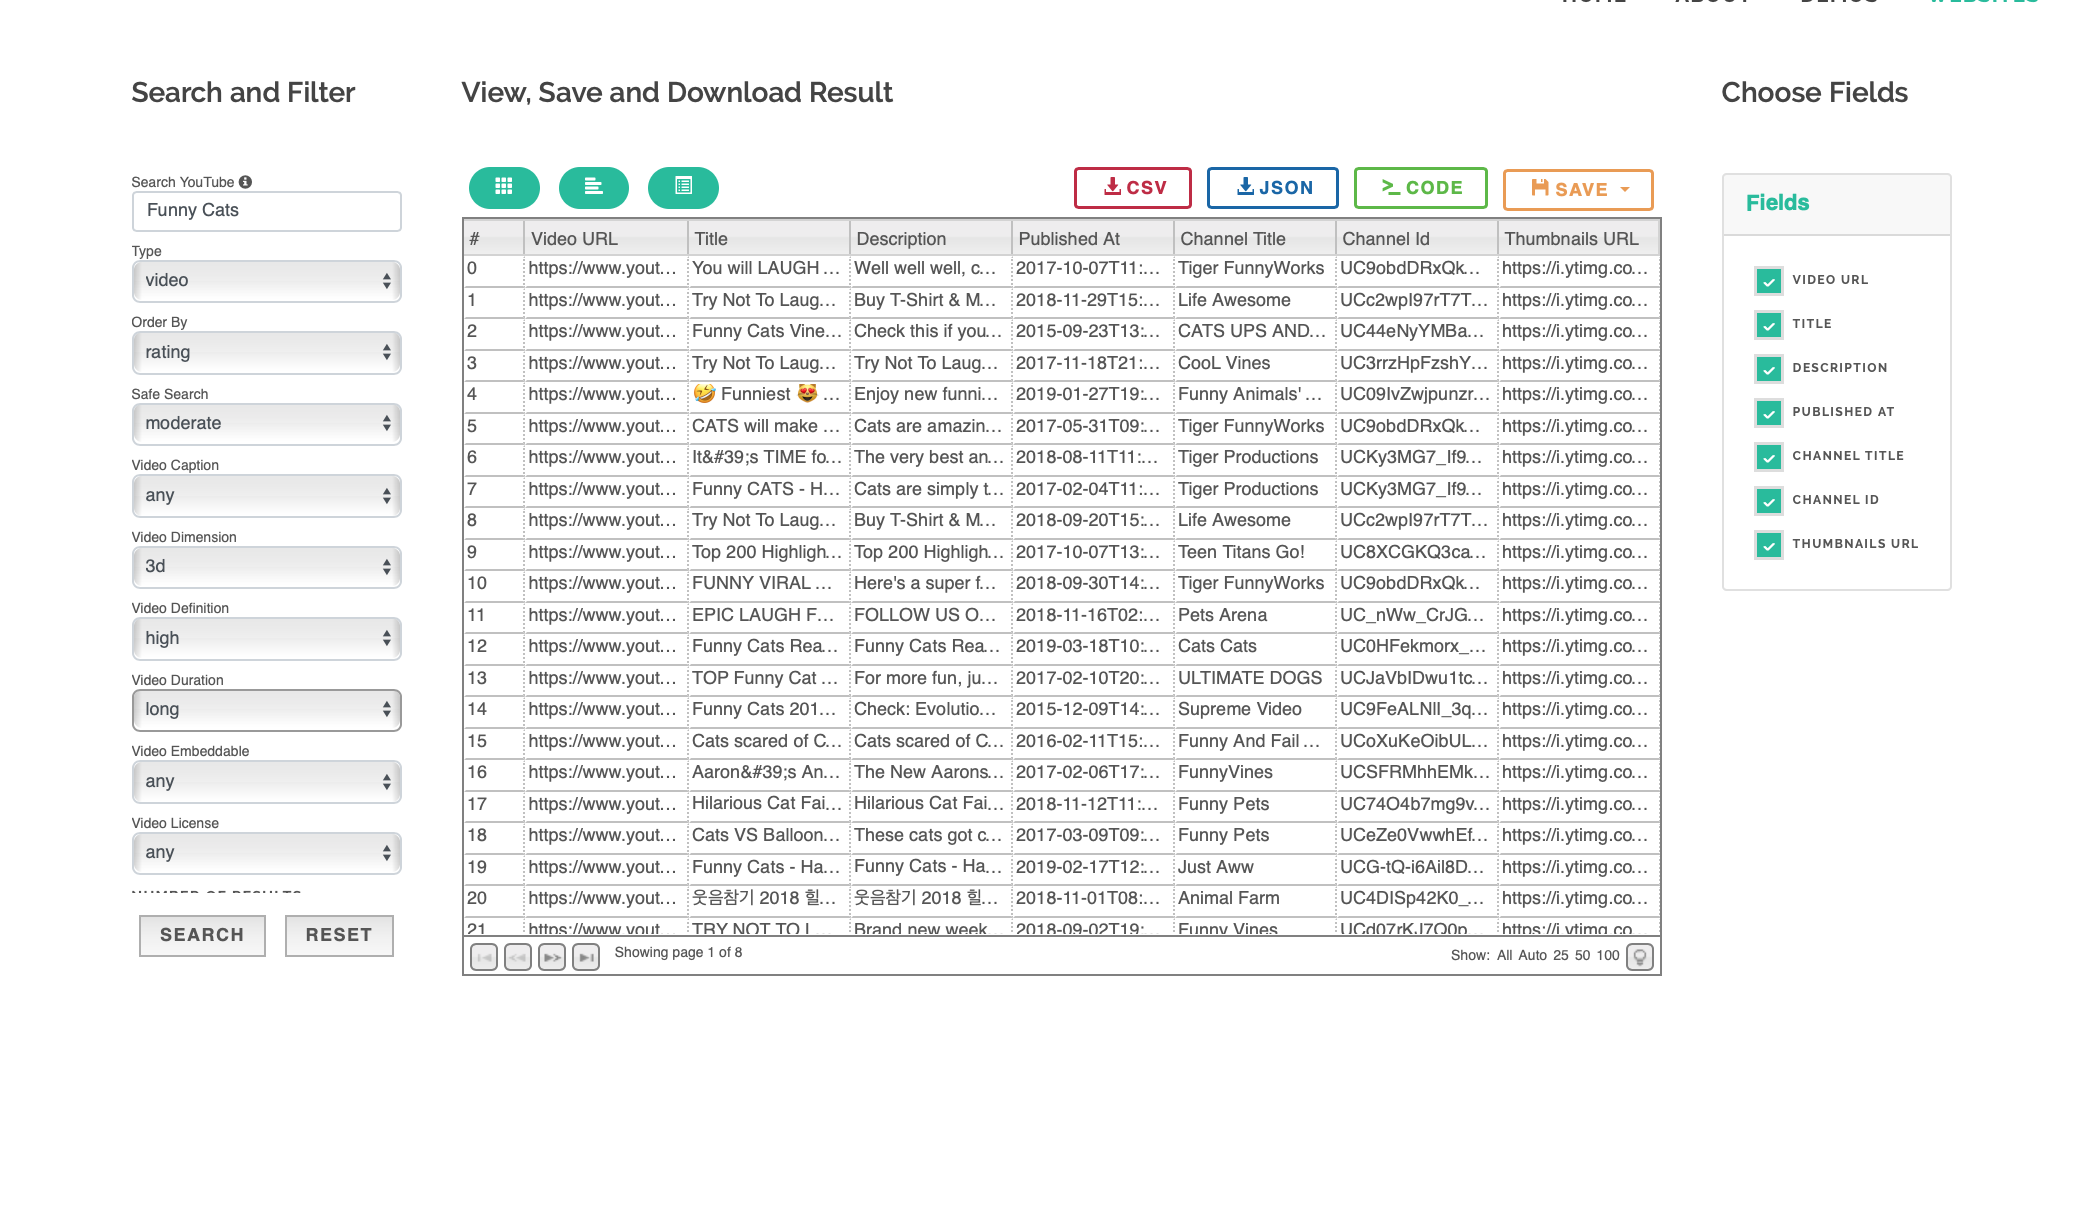 Search and Filter
View, Save and Download Result
Choose Fields
Search YouTube
Funny Cats
Type
video
Order By
rating
Safe Search
moderate
Video Caption
any
Video Dimension
3d
Video Definition
high
Video Duration
long
Video Embeddable
any
Video License
any
SEARCH RESET
CSV JSON CODE SAVE
# Video URL Title Description Published At Channel Title Channel Id Thumbnails URL
0 https://www.yout... You will LAUGH ... Well well well, c... 2017-10-07T11:... Tiger FunnyWorks UC9obdDRxQk... https://i.ytimg.co...
1 https://www.yout... Try Not To Laug... Buy T-Shirt & M... 2018-11-29T15:... Life Awesome UCc2wpI97rT7T... https://i.ytimg.co...
2 https://www.yout... Funny Cats Vine... Check this if you... 2015-09-23T13:... CATS UPS AND... UC44eNyYMBa... https://i.ytimg.co...
3 https://www.yout... Try Not To Laug... Try Not To Laug... 2017-11-18T21:... CooL Vines UC3rrzHpFzshY... https://i.ytimg.co...
4 https://www.yout... 🤣 Funniest 😻 ... Enjoy new funni... 2019-01-27T19:... Funny Animals' ... UC09IvZwjpunzr... https://i.ytimg.co...
5 https://www.yout... CATS will make ... Cats are amazin... 2017-05-31T09:... Tiger FunnyWorks UC9obdDRxQk... https://i.ytimg.co...
6 https://www.yout... It&#39;s TIME fo... The very best an... 2018-08-11T11:... Tiger Productions UCKy3MG7_If9... https://i.ytimg.co...
7 https://www.yout... Funny CATS - H... Cats are simply t... 2017-02-04T11:... Tiger Productions UCKy3MG7_If9... https://i.ytimg.co...
8 https://www.yout... Try Not To Laug... Buy T-Shirt & M... 2018-09-20T15:... Life Awesome UCc2wpI97rT7T... https://i.ytimg.co...
9 https://www.yout... Top 200 Highligh... Top 200 Highligh... 2017-10-07T13:... Teen Titans Go! UC8XCGKQ3ca... https://i.ytimg.co...
10 https://www.yout... FUNNY VIRAL ... Here's a super f... 2018-09-30T14:... Tiger FunnyWorks UC9obdDRxQk... https://i.ytimg.co...
11 https://www.yout... EPIC LAUGH F... FOLLOW US O... 2018-11-16T02:... Pets Arena UC_nWw_CrJG... https://i.ytimg.co...
12 https://www.yout... Funny Cats Rea... Funny Cats Rea... 2019-03-18T10:... Cats Cats UC0HFekmorx_... https://i.ytimg.co...
13 https://www.yout... TOP Funny Cat ... For more fun, ju... 2017-02-10T20:... ULTIMATE DOGS UCJaVbIDwu1tc... https://i.ytimg.co...
14 https://www.yout... Funny Cats 201... Check: Evolutio... 2015-12-09T14:... Supreme Video UC9FeALNlI_3q... https://i.ytimg.co...
15 https://www.yout... Cats scared of C... Cats scared of C... 2016-02-11T15:... Funny And Fail ... UCoXuKeOibUL... https://i.ytimg.co...
16 https://www.yout... Aaron&#39;s An... The New Aarons... 2017-02-06T17:... FunnyVines UCSFRMhhEMk... https://i.ytimg.co...
17 https://www.yout... Hilarious Cat Fai... Hilarious Cat Fai... 2018-11-12T11:... Funny Pets UC74O4b7mg9v... https://i.ytimg.co...
18 https://www.yout... Cats VS Balloon... These cats got c... 2017-03-09T09:... Funny Pets UCeZe0VwwhEf... https://i.ytimg.co...
19 https://www.yout... Funny Cats - Ha... Funny Cats - Ha... 2019-02-17T12:... Just Aww UCG-tQ-i6Ail8D... https://i.ytimg.co...
20 https://www.yout... 웃음참기 2018 힐... 웃음참기 2018 힐... 2018-11-01T08:... Animal Farm UC4DISp42K0_... https://i.ytimg.co...
21 https://www.yout... TRY NOT TO L... Brand new week... 2018-09-02T19:... Funny Vines UCd07rKJ7Q0p... https://i.ytimg.co...
Showing page 1 of 8
Show: All Auto 25 50 100
Fields
VIDEO URL
TITLE
DESCRIPTION
PUBLISHED AT
CHANNEL TITLE
CHANNEL ID
THUMBNAILS URL